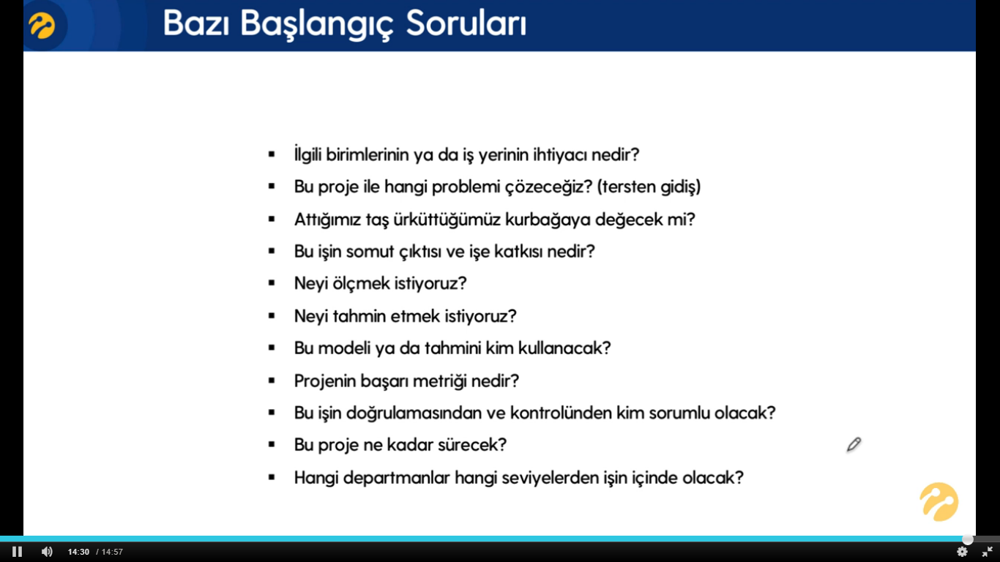 Bazı Başlangıç Soruları
▪ İlgili birimlerinin ya da iş yerinin ihtiyacı nedir?
▪ Bu proje ile hangi problemi çözeceğiz? (tersten gidiş)
▪ Attığımız taş ürküttüğümüz kurbağaya değecek mi?
▪ Bu işin somut çıktısı ve işe katkısı nedir?
▪ Neyi ölçmek istiyoruz?
▪ Neyi tahmin etmek istiyoruz?
▪ Bu modeli ya da tahmini kim kullanacak?
▪ Projenin başarı metriği nedir?
▪ Bu işin doğrulamasından ve kontrolünden kim sorumlu olacak?
▪ Bu proje ne kadar sürecek?
▪ Hangi departmanlar hangi seviyelerden işin içinde olacak?
14:30 / 14:57